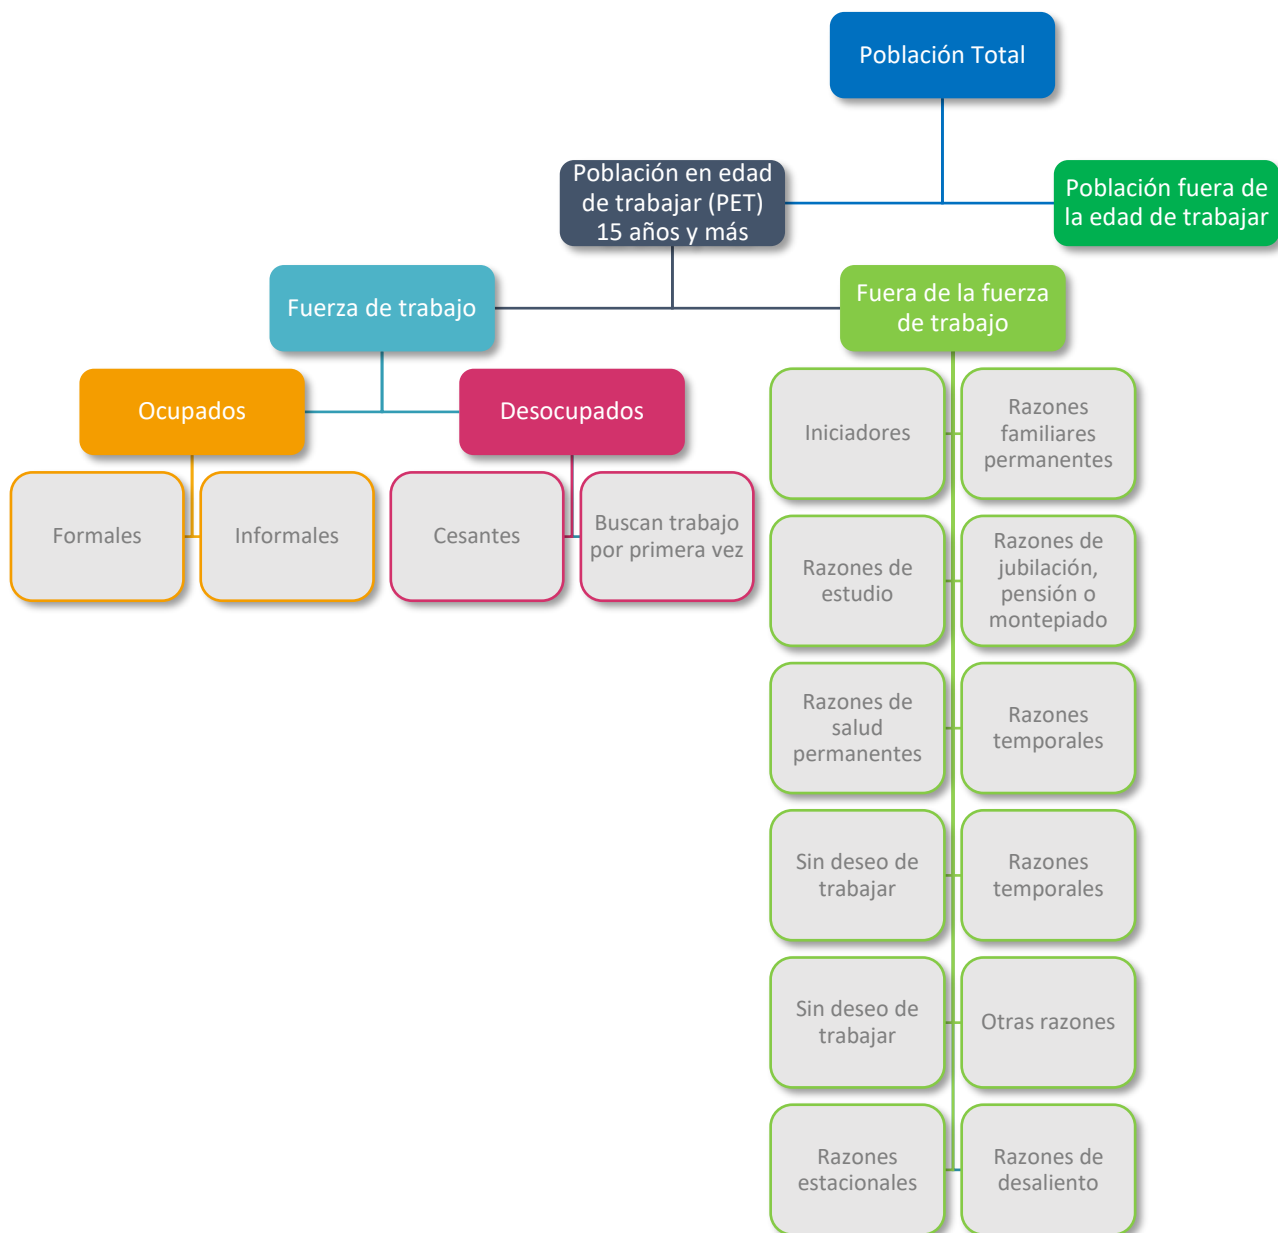 Población Total
Población en edad
de trabajar (PET)
15 años y más
Población fuera de
la edad de trabajar
Fuerza de trabajo
Fuera de la fuerza
de trabajo
Ocupados
Desocupados
Formales
Informales
Cesantes
Buscan trabajo
por primera vez
Iniciadores
Razones
familiares
permanentes
Razones de
estudio
Razones de
jubilación,
pensión o
montepiado
Razones de
salud
permanentes
Razones
temporales
Sin deseo de
trabajar
Razones
temporales
Sin deseo de
trabajar
Otras razones
Razones
estacionales
Razones de
desaliento